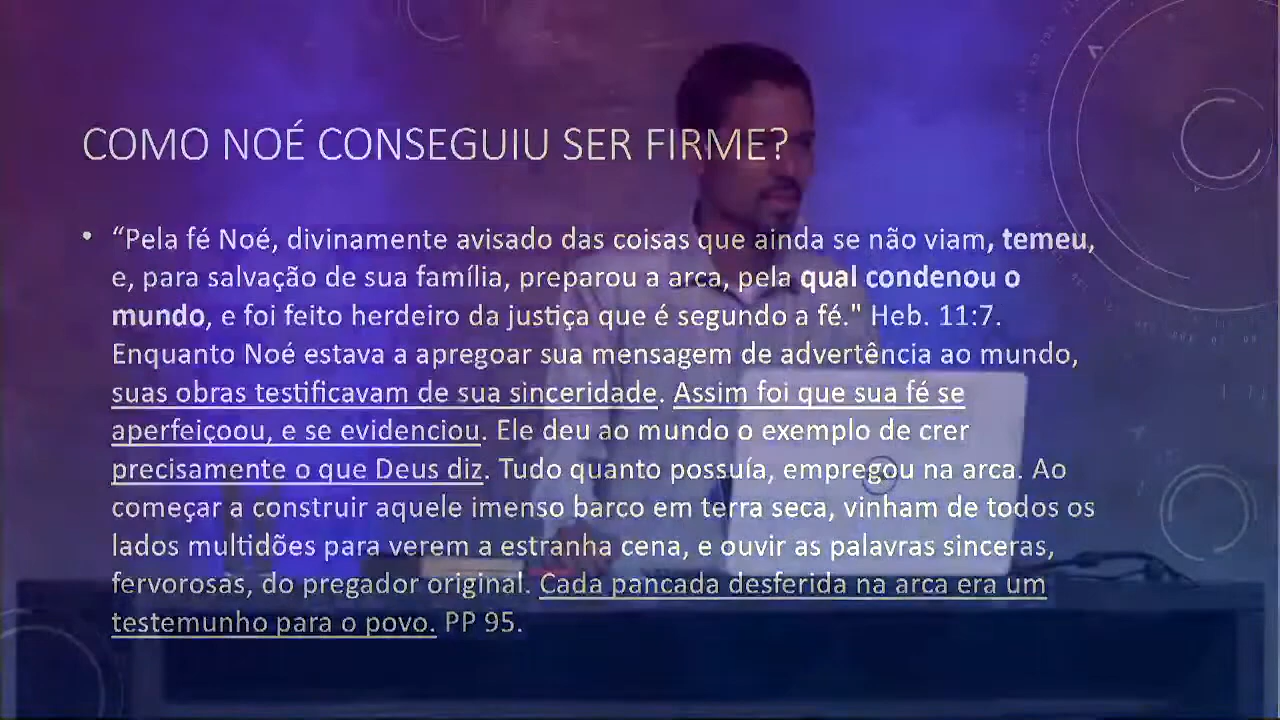 COMO NOÉ CONSEGUIU SER FIRME?
• “Pela fé Noé, divinamente avisado das coisas que ainda se não viam, temeu,
e, para salvação de sua família, preparou a arca, pela qual condenou o
mundo, e foi feito herdeiro da justiça que é segundo a fé." Heb. 11:7.
Enquanto Noé estava a apregoar sua mensagem de advertência ao mundo,
suas obras testificavam de sua sinceridade. Assim foi que sua fé se
aperfeiçoou, e se evidenciou. Ele deu ao mundo o exemplo de crer
precisamente o que Deus diz. Tudo quanto possuía, empregou na arca. Ao
começar a construir aquele imenso barco em terra seca, vinham de todos os
lados multidões para verem a estranha cena, e ouvir as palavras sinceras,
fervorosas, do pregador original. Cada pancada desferida na arca era um
testemunho para o povo. PP 95.